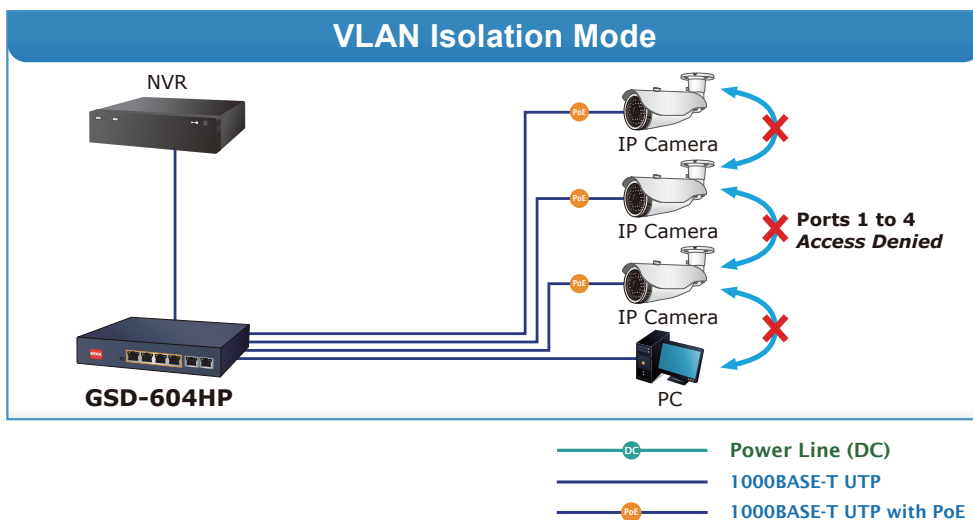 VLAN Isolation Mode
NVR
PoE
IP Camera
PoE
IP Camera
Ports 1 to 4
Access Denied
PoE
IP Camera
GSD-604HP
PC
DC
Power Line (DC)
1000BASE-T UTP
PoE
1000BASE-T UTP with PoE